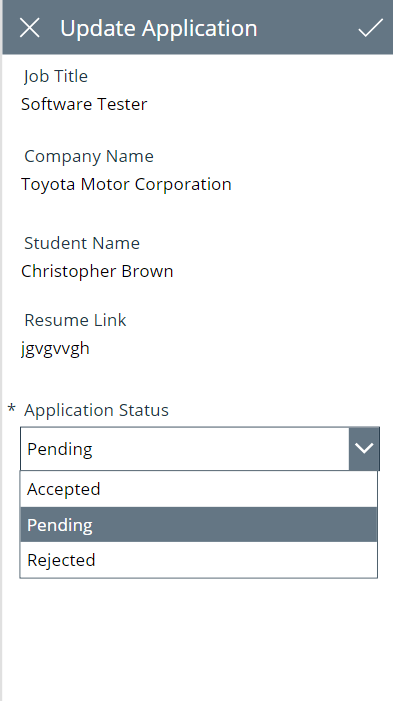 Update Application
Job Title
Software Tester
Company Name
Toyota Motor Corporation
Student Name
Christopher Brown
Resume Link
jgvgvvgh
* Application Status
Pending
Accepted
Pending
Rejected